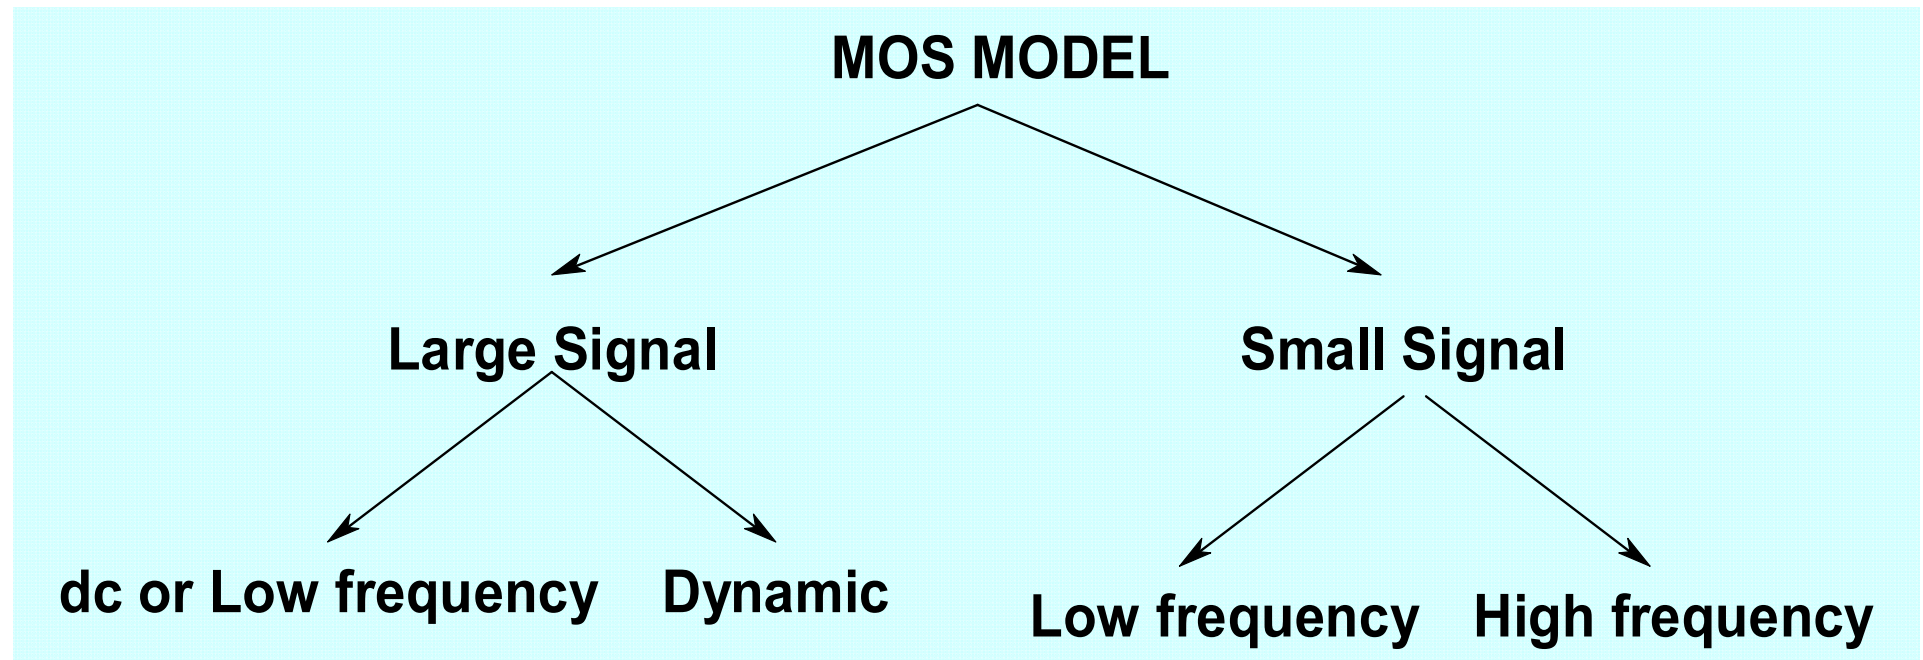 MOS MODEL
Large Signal
Small Signal
dc or Low frequency
Dynamic
Low frequency
High frequency